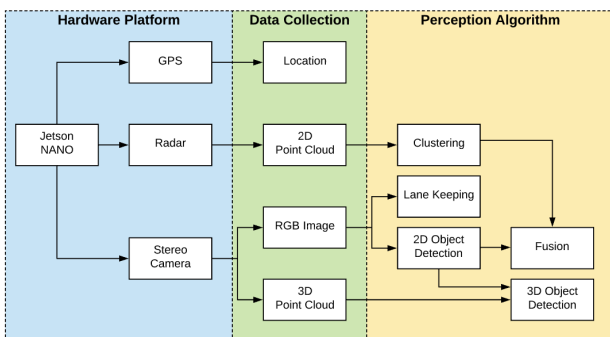 Hardware Platform
Data Collection
Perception Algorithm
GPS
Location
Jetson
NANO
Radar
2D
Point Cloud
Clustering
Lane Keeping
RGB Image
Stereo
Camera
2D Object
Detection
Fusion
3D
Point Cloud
3D Object
Detection